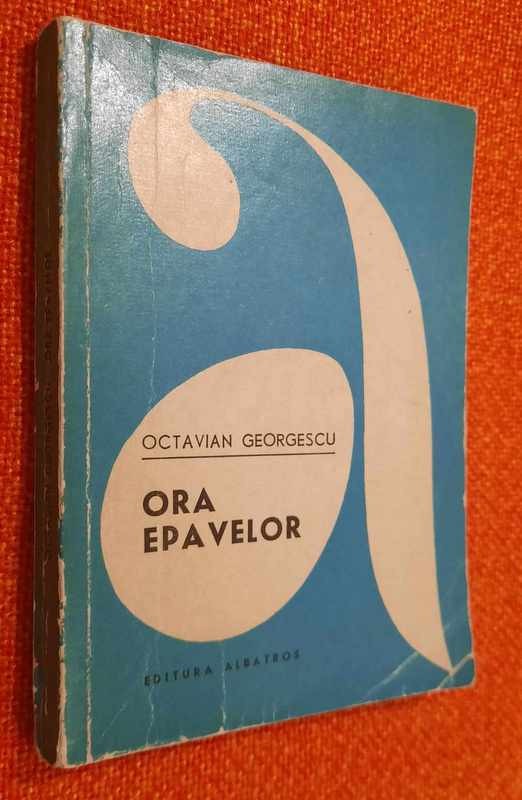 OCTAVIAN GEORGESCU
ORA
EPAVELOR
EDITURA ALBATROS